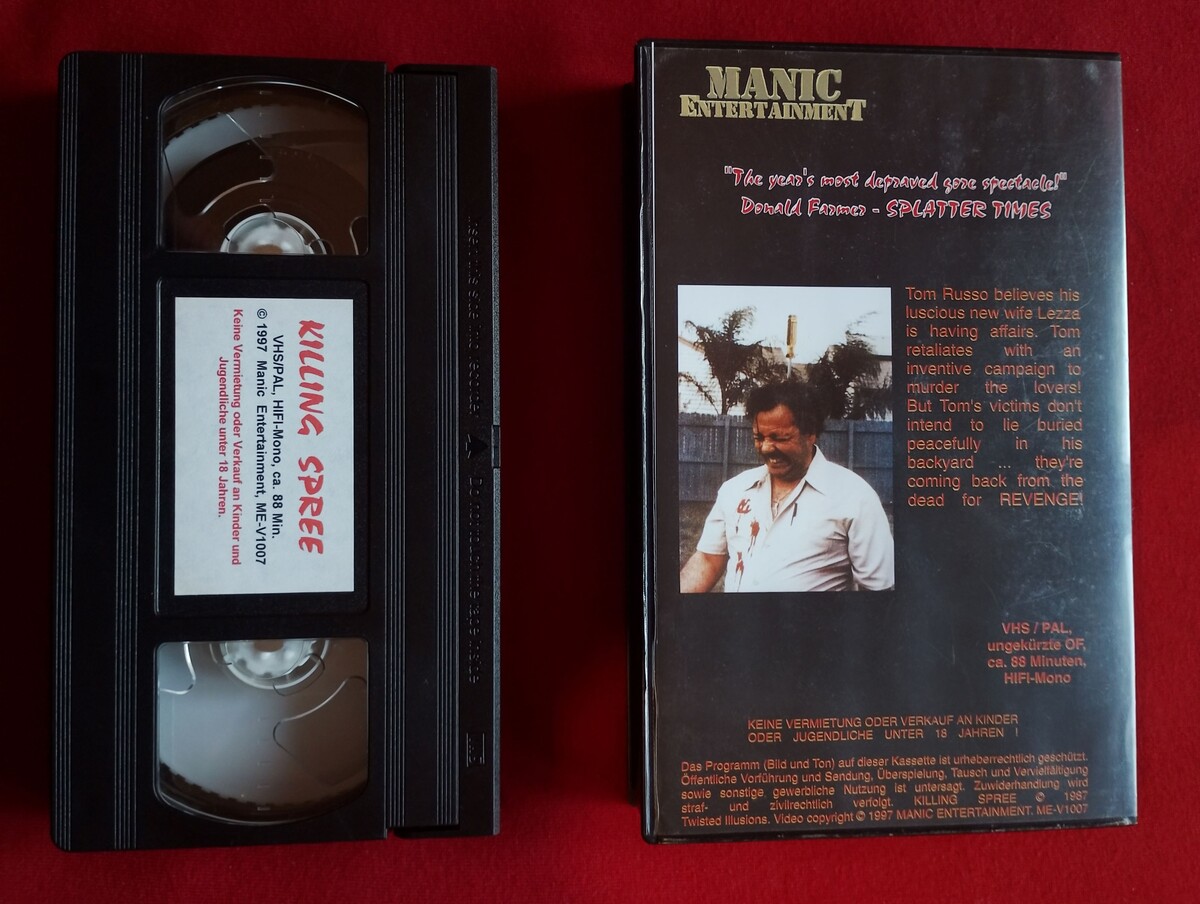 KILLING SPREE
VHS/PAL, HIFI-Mono, ca. 88 Min.
© 1997 Manic Entertainment, ME-V1007
Keine Vermietung oder Verkauf an Kinder und
Jugendliche unter 18 Jahren.
MANIC
ENTERTAINMENT
"The year's most depraved gore spectacle!"
Donald Farmer - SPLATTER TIMES
Tom Russo believes his
luscious new wife Lezza
is having affairs. Tom
retaliates with an
inventive campaign to
murder the lovers!
But Tom's victims don't
intend to lie buried
peacefully in his
backyard ... they're
coming back from the
dead for REVENGE!
VHS / PAL,
ungekürzte OF,
ca. 88 Minuten,
HIFI-Mono
KEINE VERMIETUNG ODER VERKAUF AN KINDER
ODER JUGENDLICHE UNTER 18 JAHREN !
Das Programm (Bild und Ton) auf dieser Kassette ist urheberrechtlich geschützt.
Öffentliche Vorführung und Sendung, Überspielung, Tausch und Vervielfältigung
sowie sonstige gewerbliche Nutzung ist untersagt. Zuwiderhandlung wird
straf- und zivilrechtlich verfolgt. KILLING SPREE © 1987
Twisted Illusions. Video copyright © 1997 MANIC ENTERTAINMENT. ME-V1007